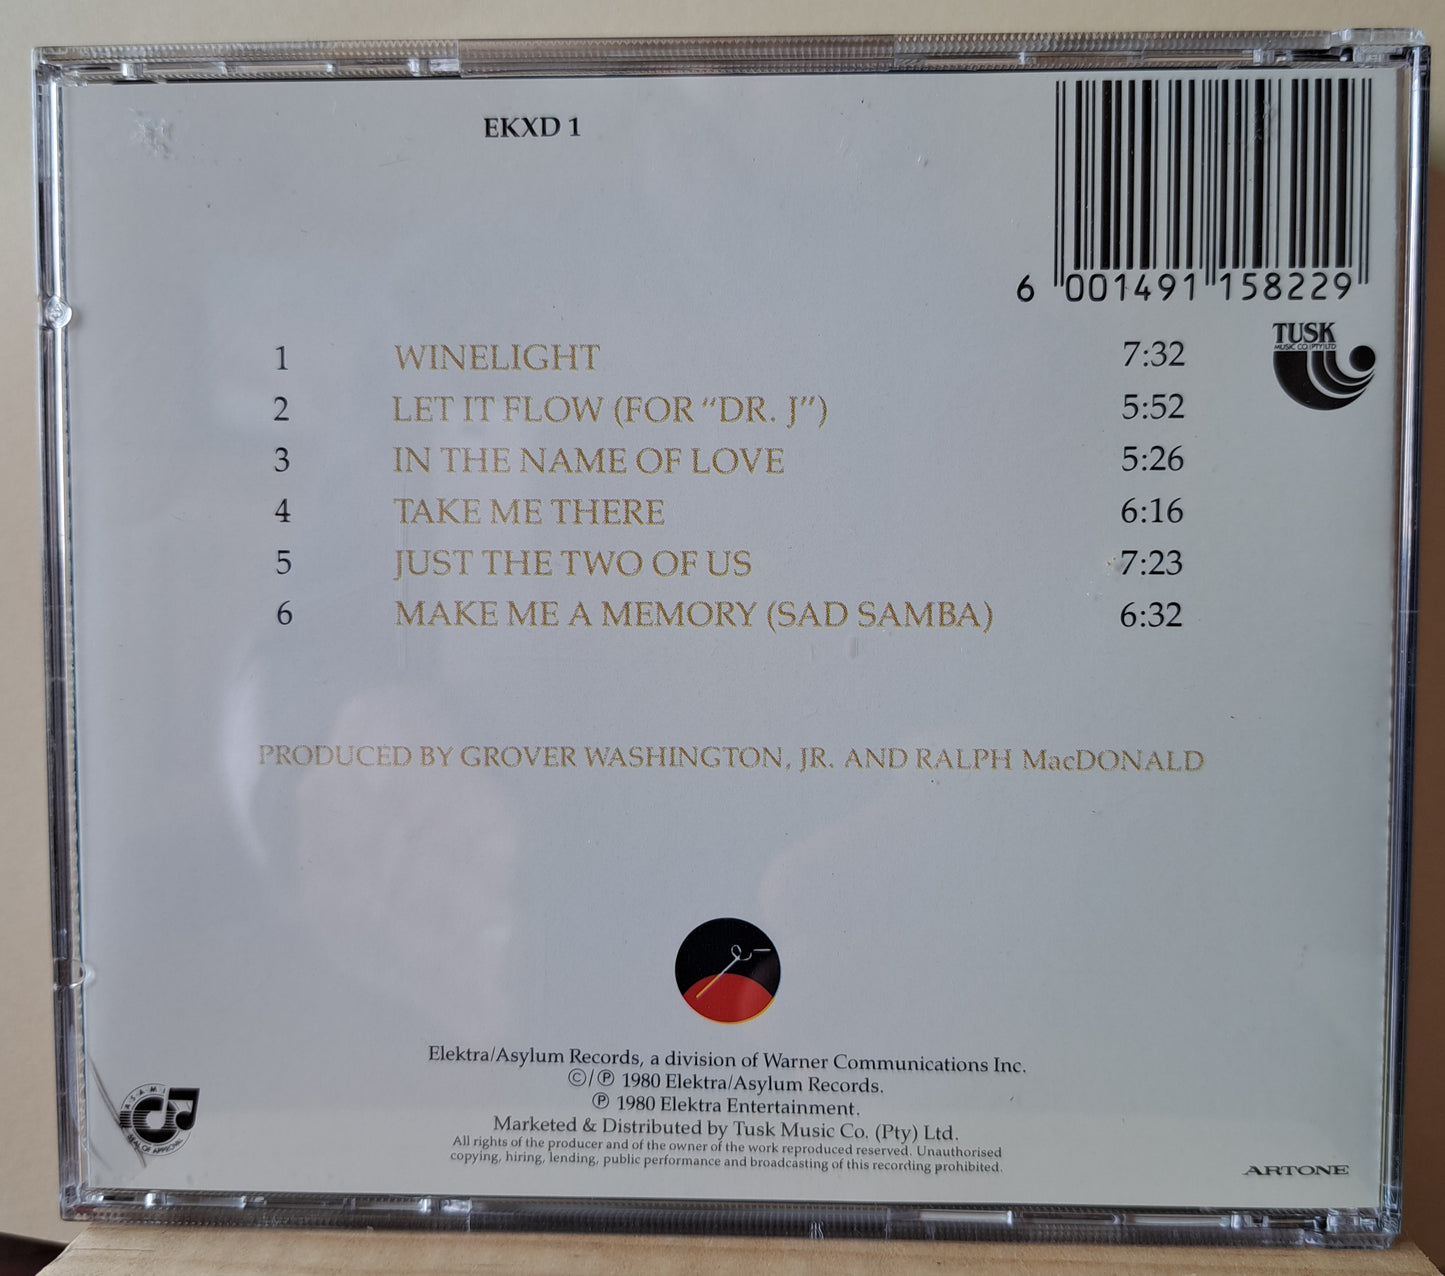 EKXD 1
6 001491 158229
TUSK
MUSIC CO (PTY) LTD
1 WINELIGHT 7:32
2 LET IT FLOW (FOR “DR. J”) 5:52
3 IN THE NAME OF LOVE 5:26
4 TAKE ME THERE 6:16
5 JUST THE TWO OF US 7:23
6 MAKE ME A MEMORY (SAD SAMBA) 6:32
PRODUCED BY GROVER WASHINGTON, JR. AND RALPH MacDONALD
Elektra/Asylum Records, a division of Warner Communications Inc.
©/℗ 1980 Elektra/Asylum Records.
℗ 1980 Elektra Entertainment.
Marketed & Distributed by Tusk Music Co. (Pty) Ltd.
All rights of the producer and of the owner of the work reproduced reserved. Unauthorised
copying, hiring, lending, public performance and broadcasting of this recording prohibited.
A.S.A.M.I.
SEAL OF APPROVAL
ARTONE